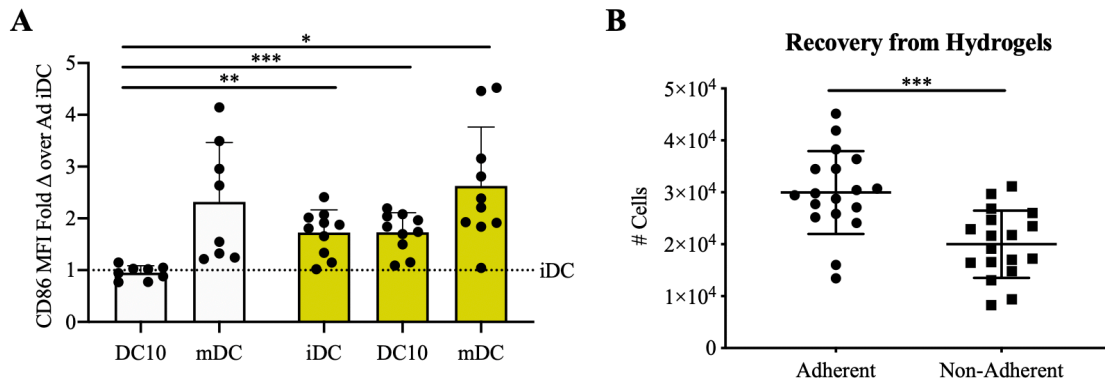 A
CD86 MFI Fold Δ over Ad iDC
5
4
3
2
1
0
*
***
**
iDC
DC10 mDC iDC DC10 mDC
B
Recovery from Hydrogels
***
# Cells
5×10⁴
4×10⁴
3×10⁴
2×10⁴
1×10⁴
0
Adherent Non-Adherent